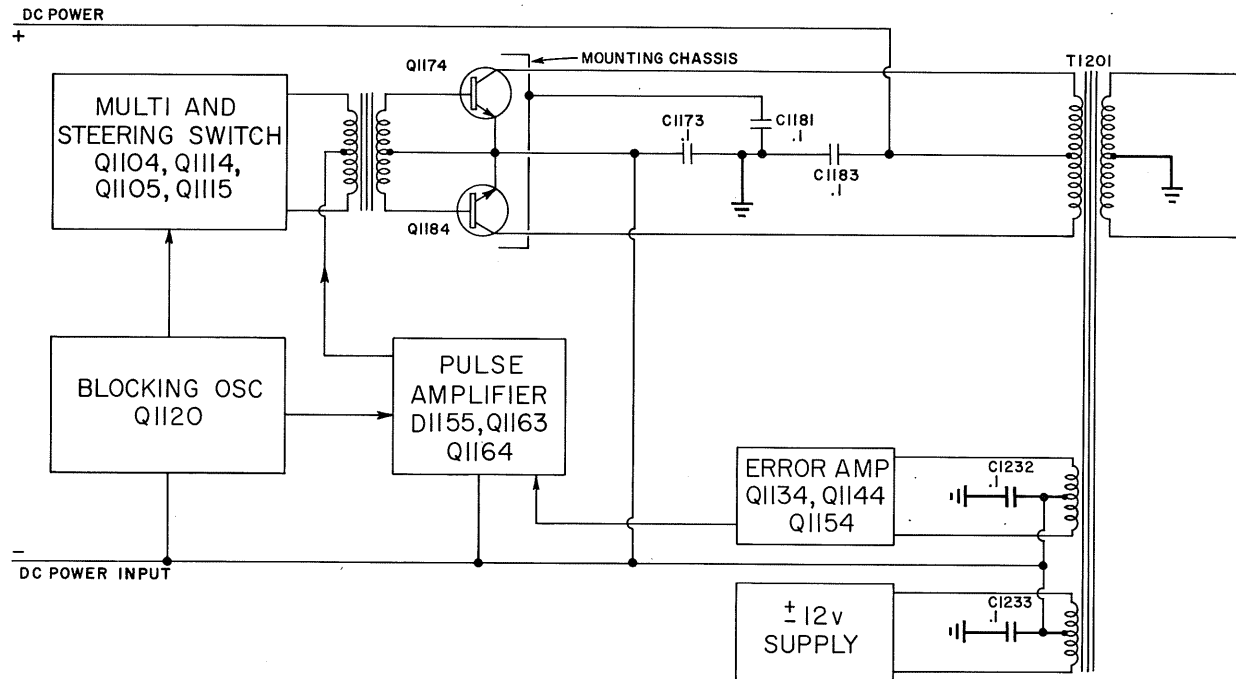 DC POWER
+
MULTI AND
STEERING SWITCH
Q1104, Q1114,
Q1105, Q1115
Q1174
MOUNTING CHASSIS
Q1184
C1173
.1
C1181
.1
C1183
.1
T1201
BLOCKING OSC
Q1120
PULSE
AMPLIFIER
D1155, Q1163
Q1164
ERROR AMP
Q1134, Q1144
Q1154
C1232
.1
−
DC POWER INPUT
±12v
SUPPLY
C1233
.1